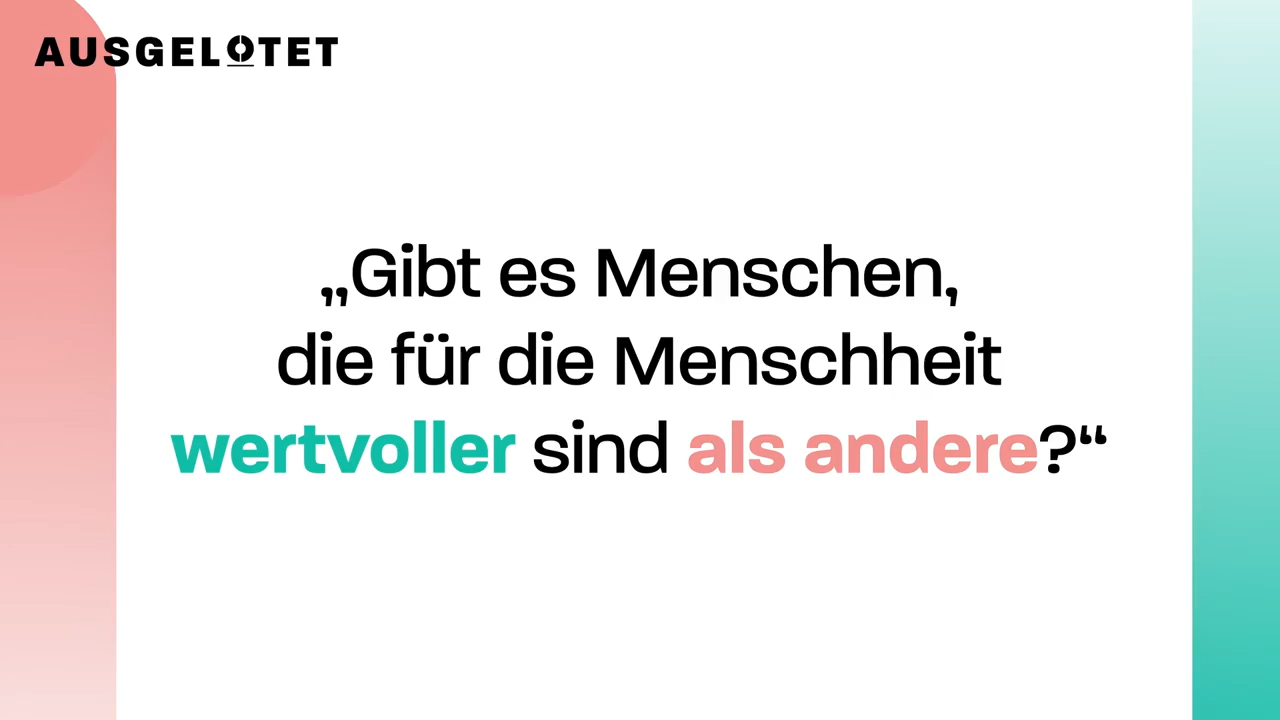 AUSGELOTET
„Gibt es Menschen,
die für die Menschheit
wertvoller sind als andere?“